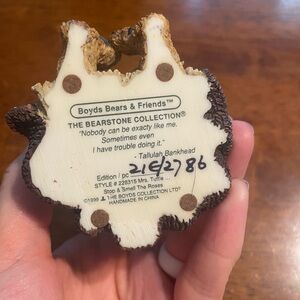 Boyds Bears & Friends™
THE BEARSTONE COLLECTION®
"Nobody can be exacty like me.
Sometimes even
I have trouble doing it."
- Tallulah Bankhead
Edition / pc 21E/2786
STYLE # 228315 Mrs. Tuttle
Stop & Smell The Roses
©1999 THE BOYDS COLLECTION LTD®
HANDMADE IN CHINA